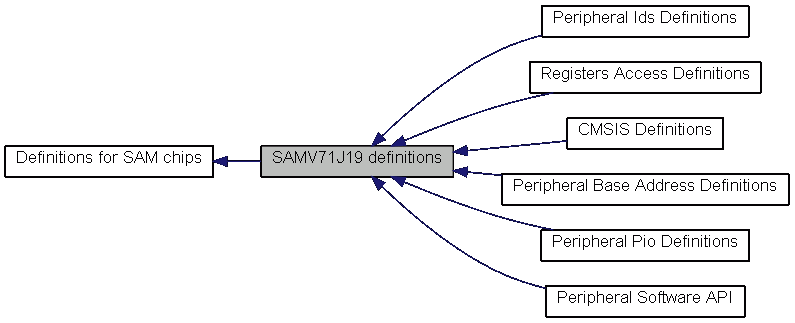 Peripheral Ids Definitions
Registers Access Definitions
CMSIS Definitions
Definitions for SAM chips
SAMV71J19 definitions
Peripheral Base Address Definitions
Peripheral Pio Definitions
Peripheral Software API